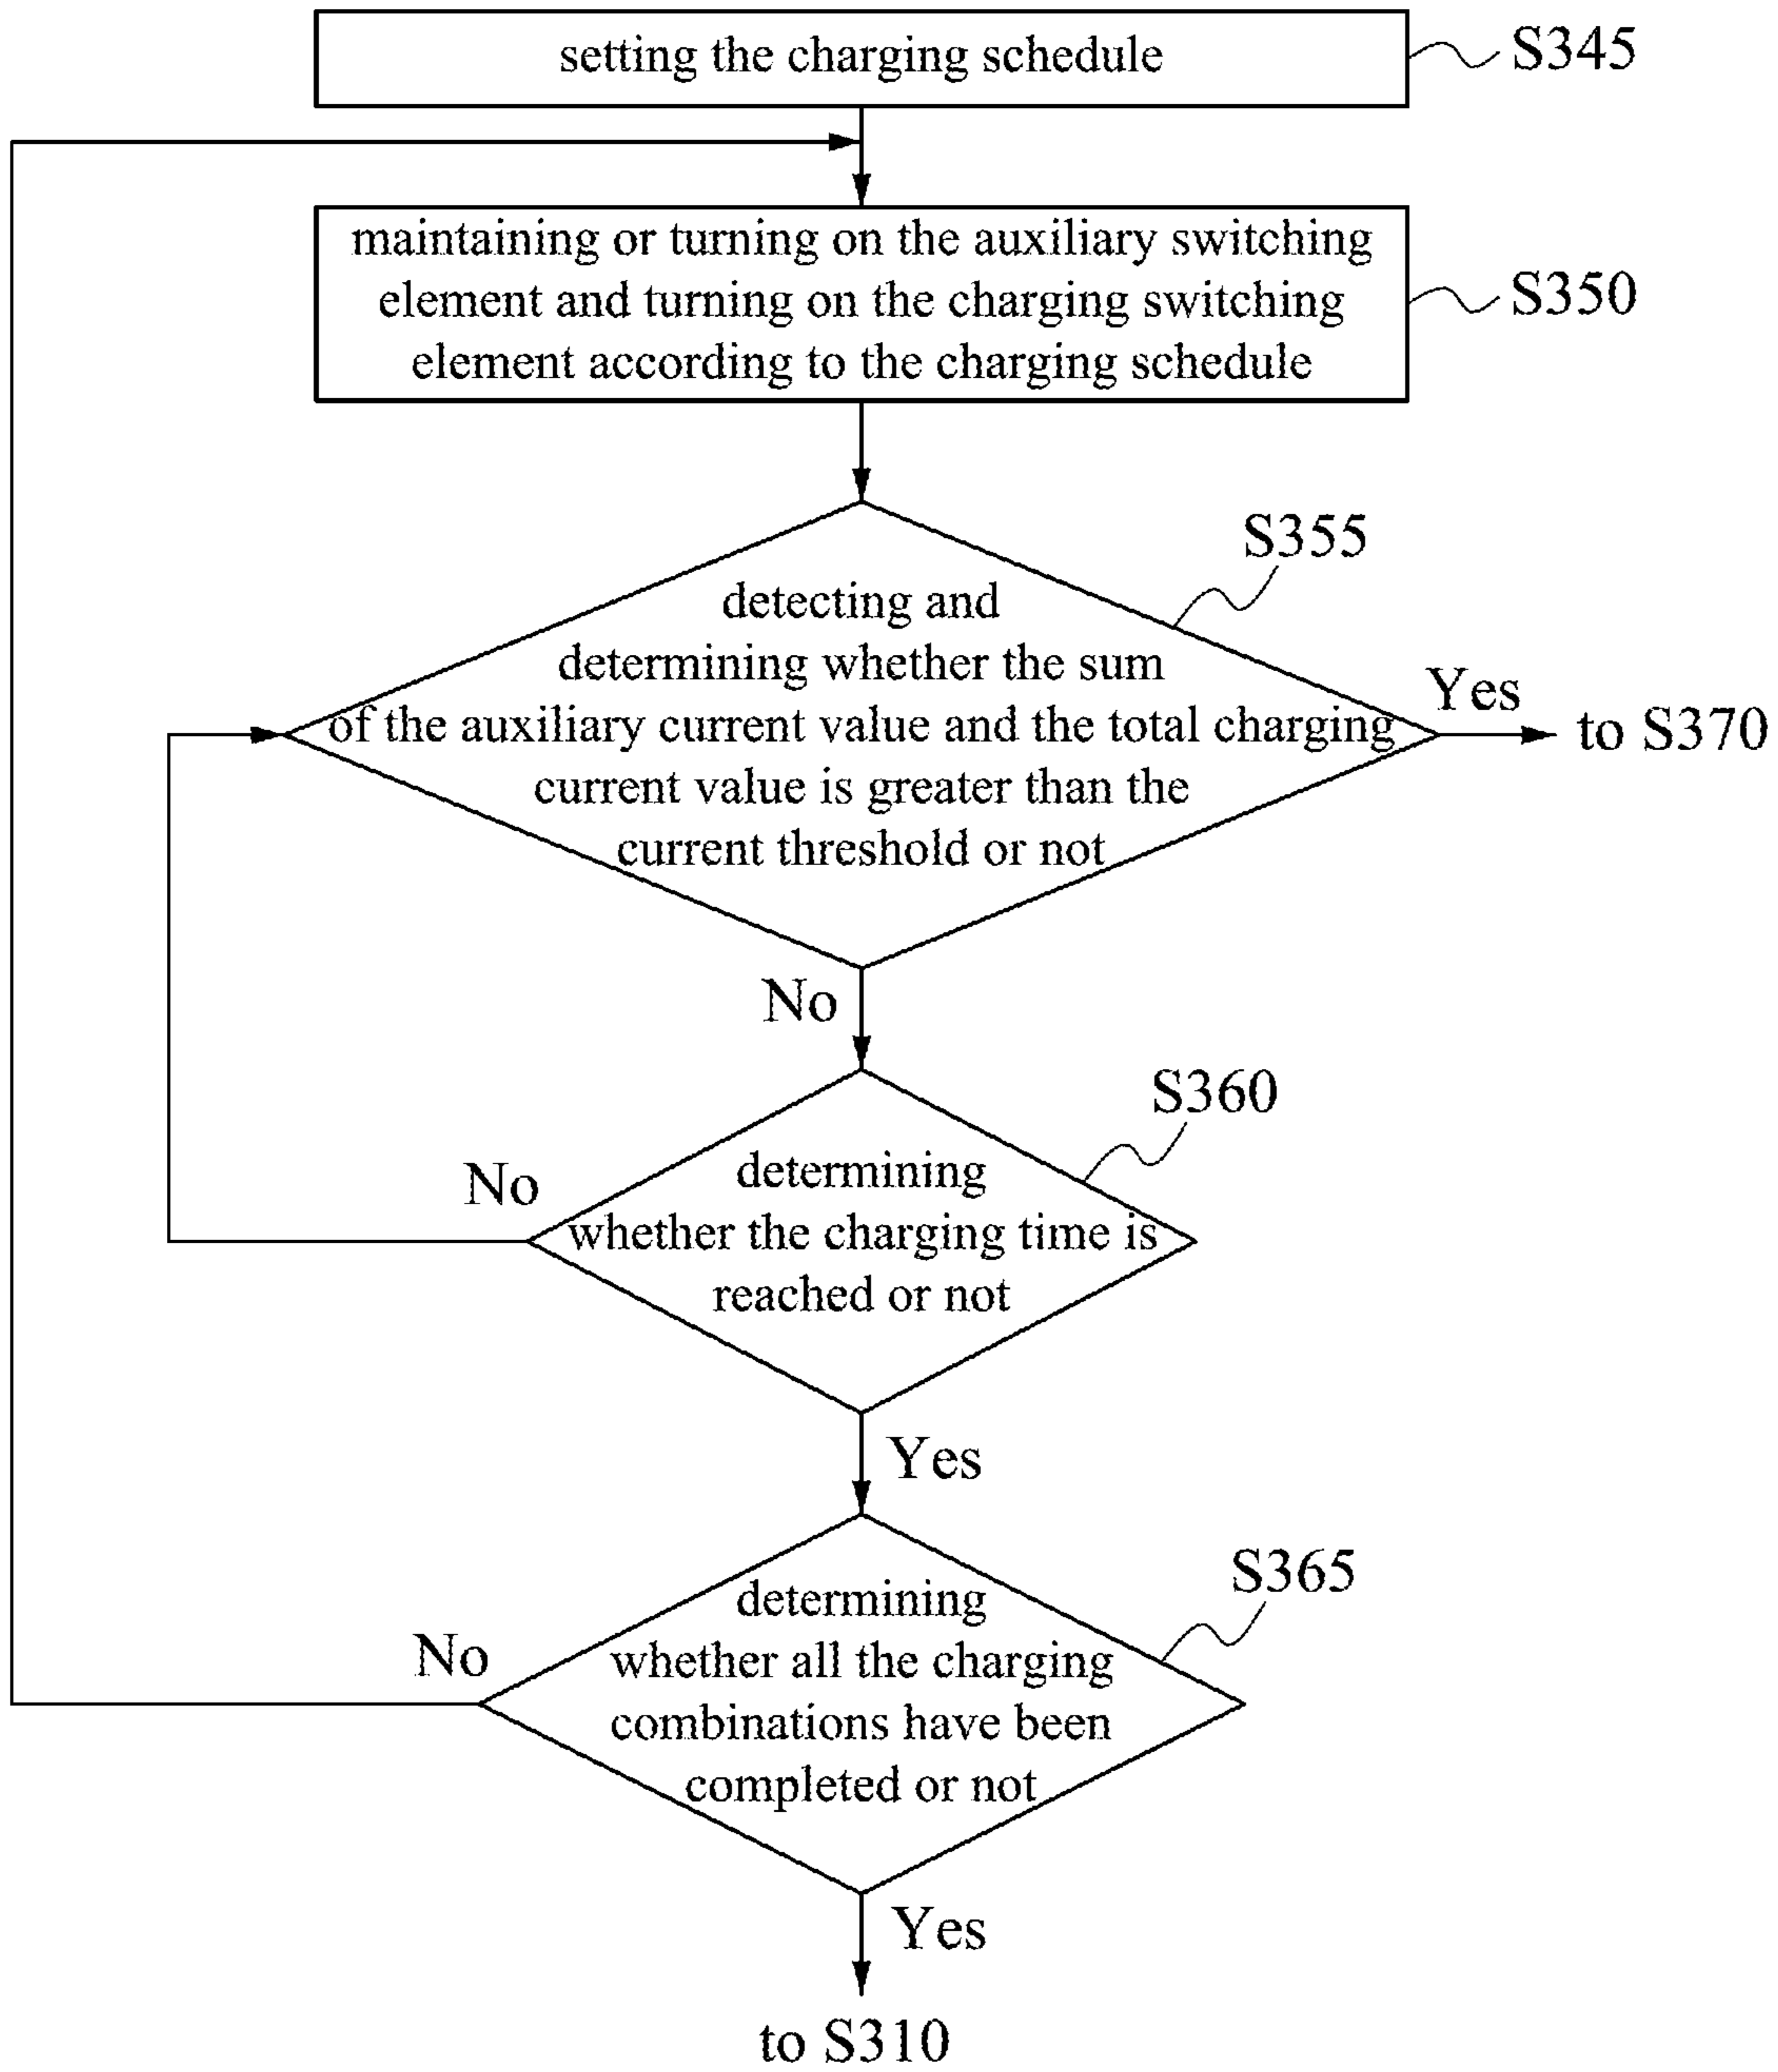 setting the charging schedule
S345
maintaining or turning on the auxiliary switching
element and turning on the charging switching
element according to the charging schedule
S350
S355
detecting and
determining whether the sum
of the auxiliary current value and the total charging
current value is greater than the
current threshold or not
Yes
to S370
No
S360
determining
whether the charging time is
reached or not
No
Yes
S365
determining
whether all the charging
combinations have been
completed or not
No
Yes
to S310